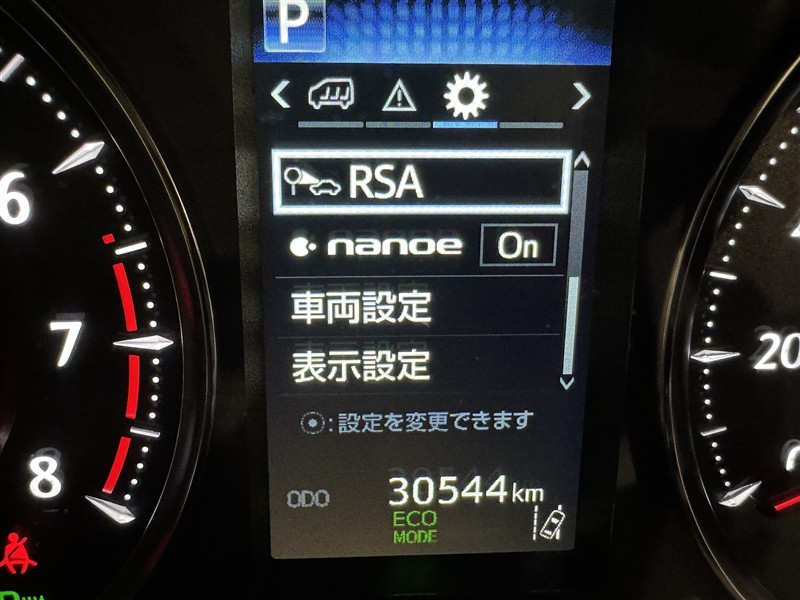 P
RSA
nanoe On
車両設定
表示設定
:設定を変更できます
ODO 30544km
ECO
MODE
6
7
8
20